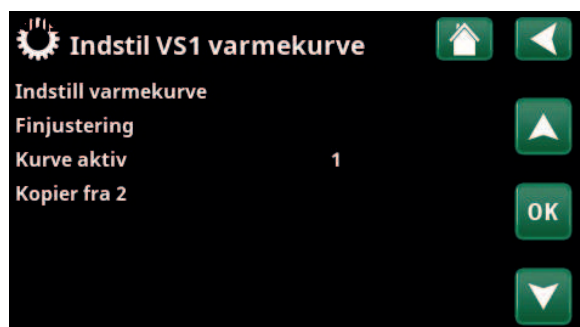 Indstil VS1 varmekurve
Indstill varmekurve
Finjustering
Kurve aktiv 1
Kopier fra 2
OK